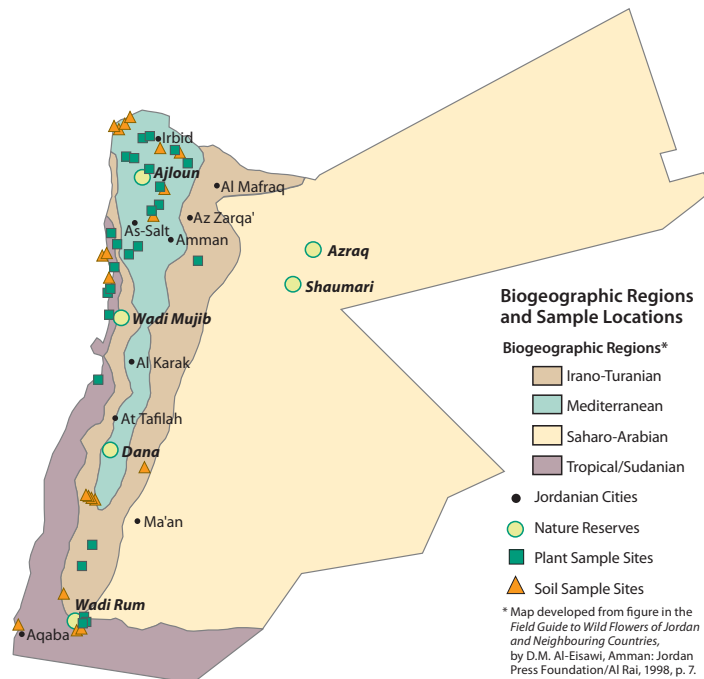 Irbid
Ajloun
Al Mafraq
As-Salt
Az Zarqa'
Amman
Azraq
Shaumari
Wadi Mujib
Al Karak
At Tafilah
Dana
Ma'an
Wadi Rum
Aqaba
Biogeographic Regions
and Sample Locations
Biogeographic Regions*
Irano-Turanian
Mediterranean
Saharo-Arabian
Tropical/Sudanian
Jordanian Cities
Nature Reserves
Plant Sample Sites
Soil Sample Sites
* Map developed from figure in the
Field Guide to Wild Flowers of Jordan
and Neighbouring Countries,
by D.M. Al-Eisawi, Amman: Jordan
Press Foundation/Al Rai, 1998, p. 7.